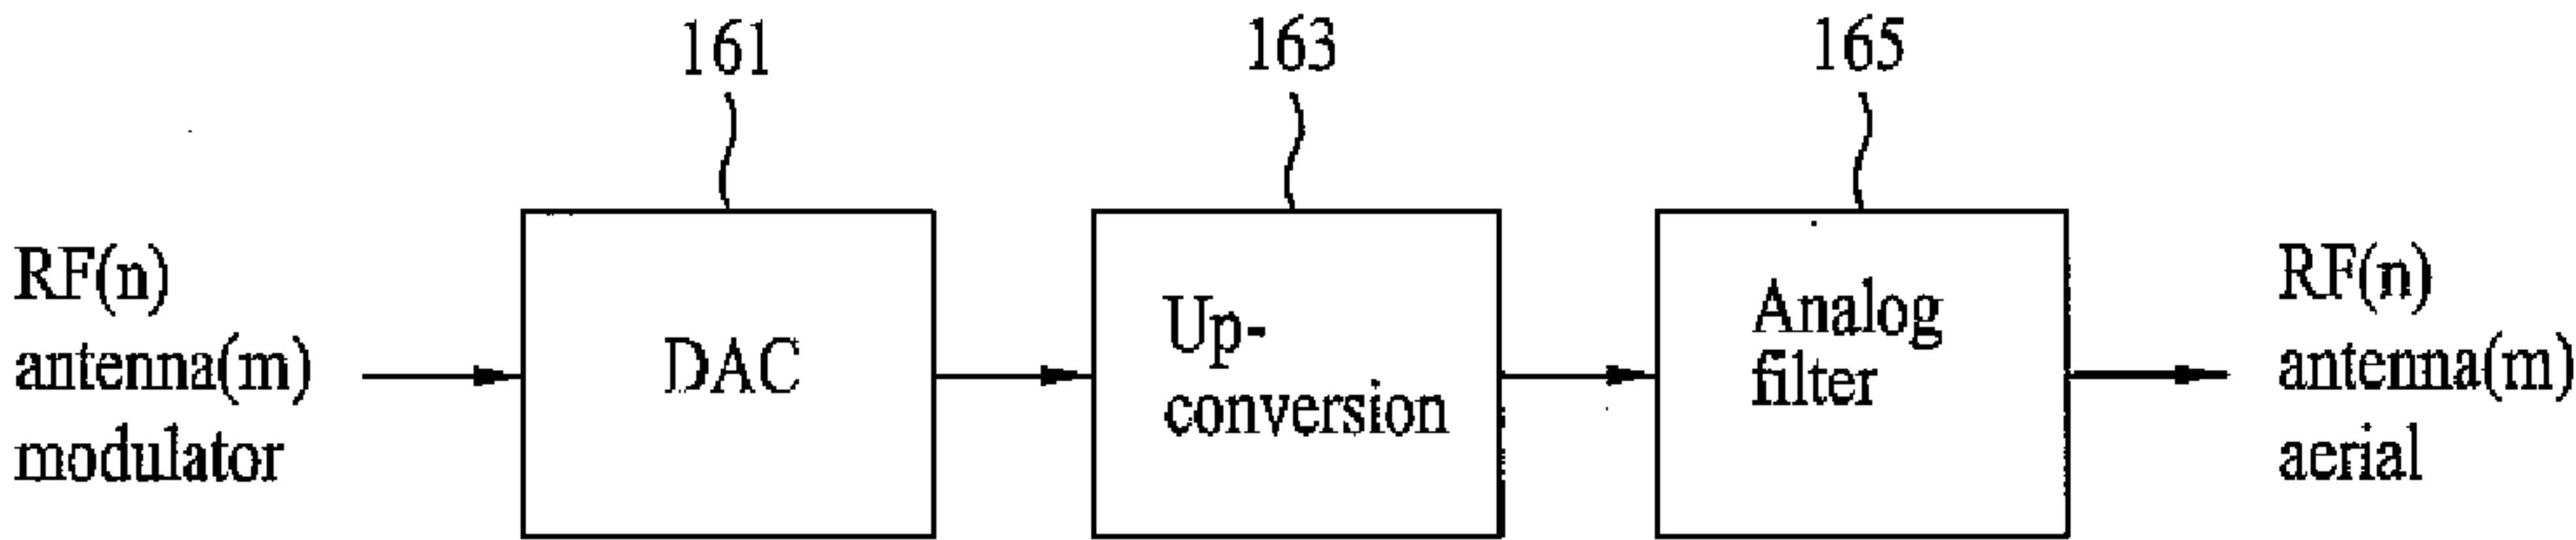 161
163
165
RF(n)
antenna(m)
modulator
DAC
Up-
conversion
Analog
filter
RF(n)
antenna(m)
aerial